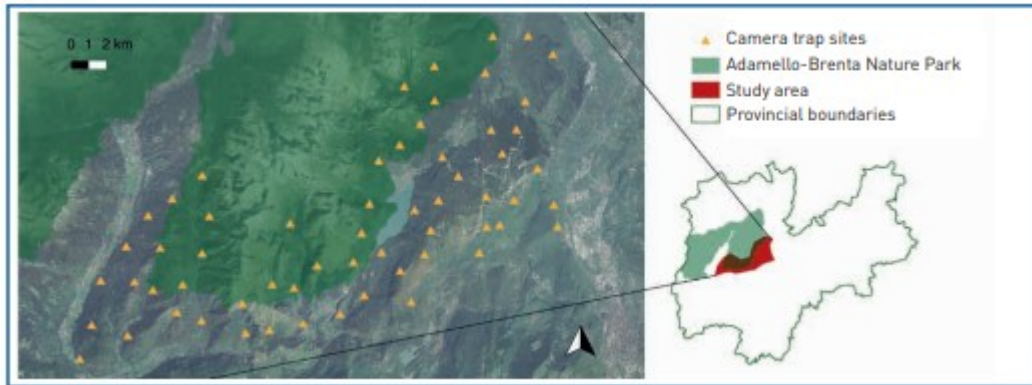 0 1 2 km
Camera trap sites
Adamello-Brenta Nature Park
Study area
Provincial boundaries